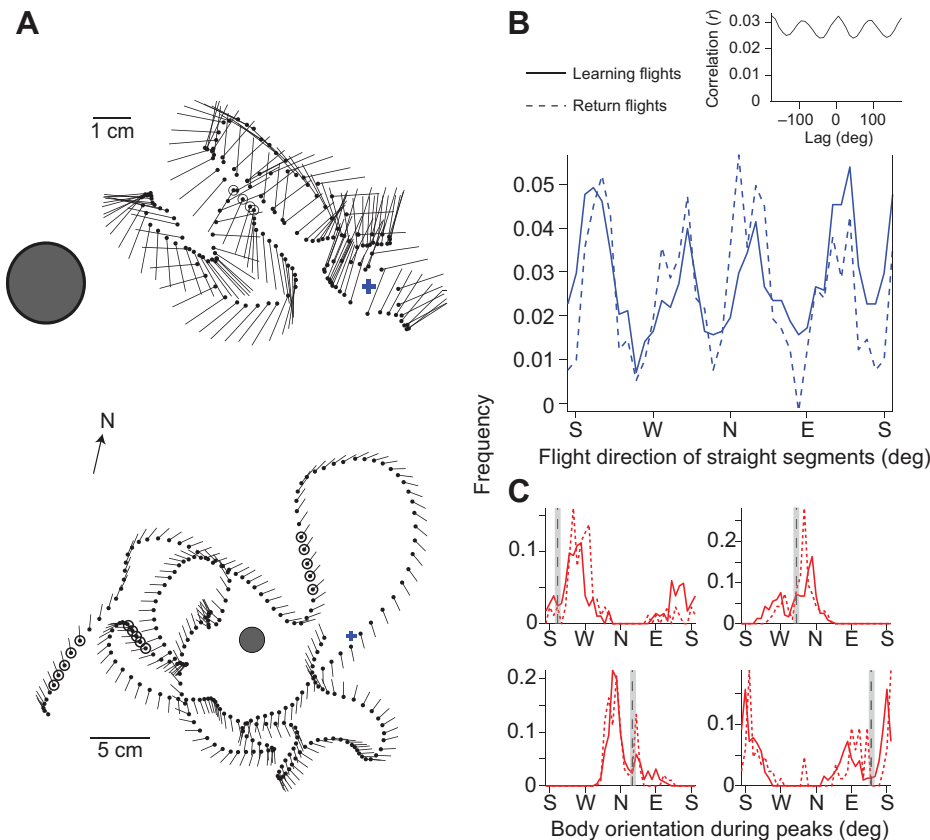 A
1 cm
N
5 cm
B
Learning flights
Return flights
Correlation (r)
0.03
0.02
0.01
0
–100 0 100
Lag (deg)
Frequency
0.05
0.04
0.03
0.02
0.01
0
S W N E S
Flight direction of straight segments (deg)
C
0.1
0
S W N E S
0.2
0.1
0
S W N E S
0.2
0.1
0
S W N E S
0.1
0
S W N E S
Body orientation during peaks (deg)